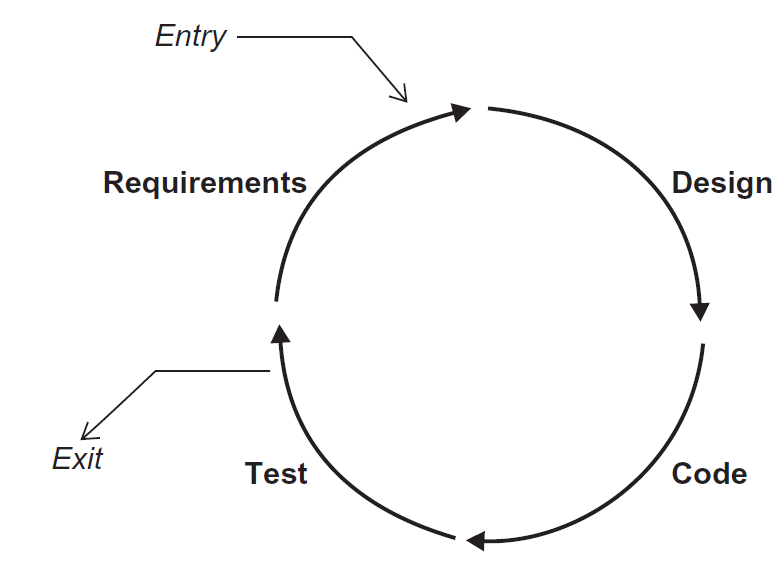 Entry
Requirements
Design
Exit
Test
Code